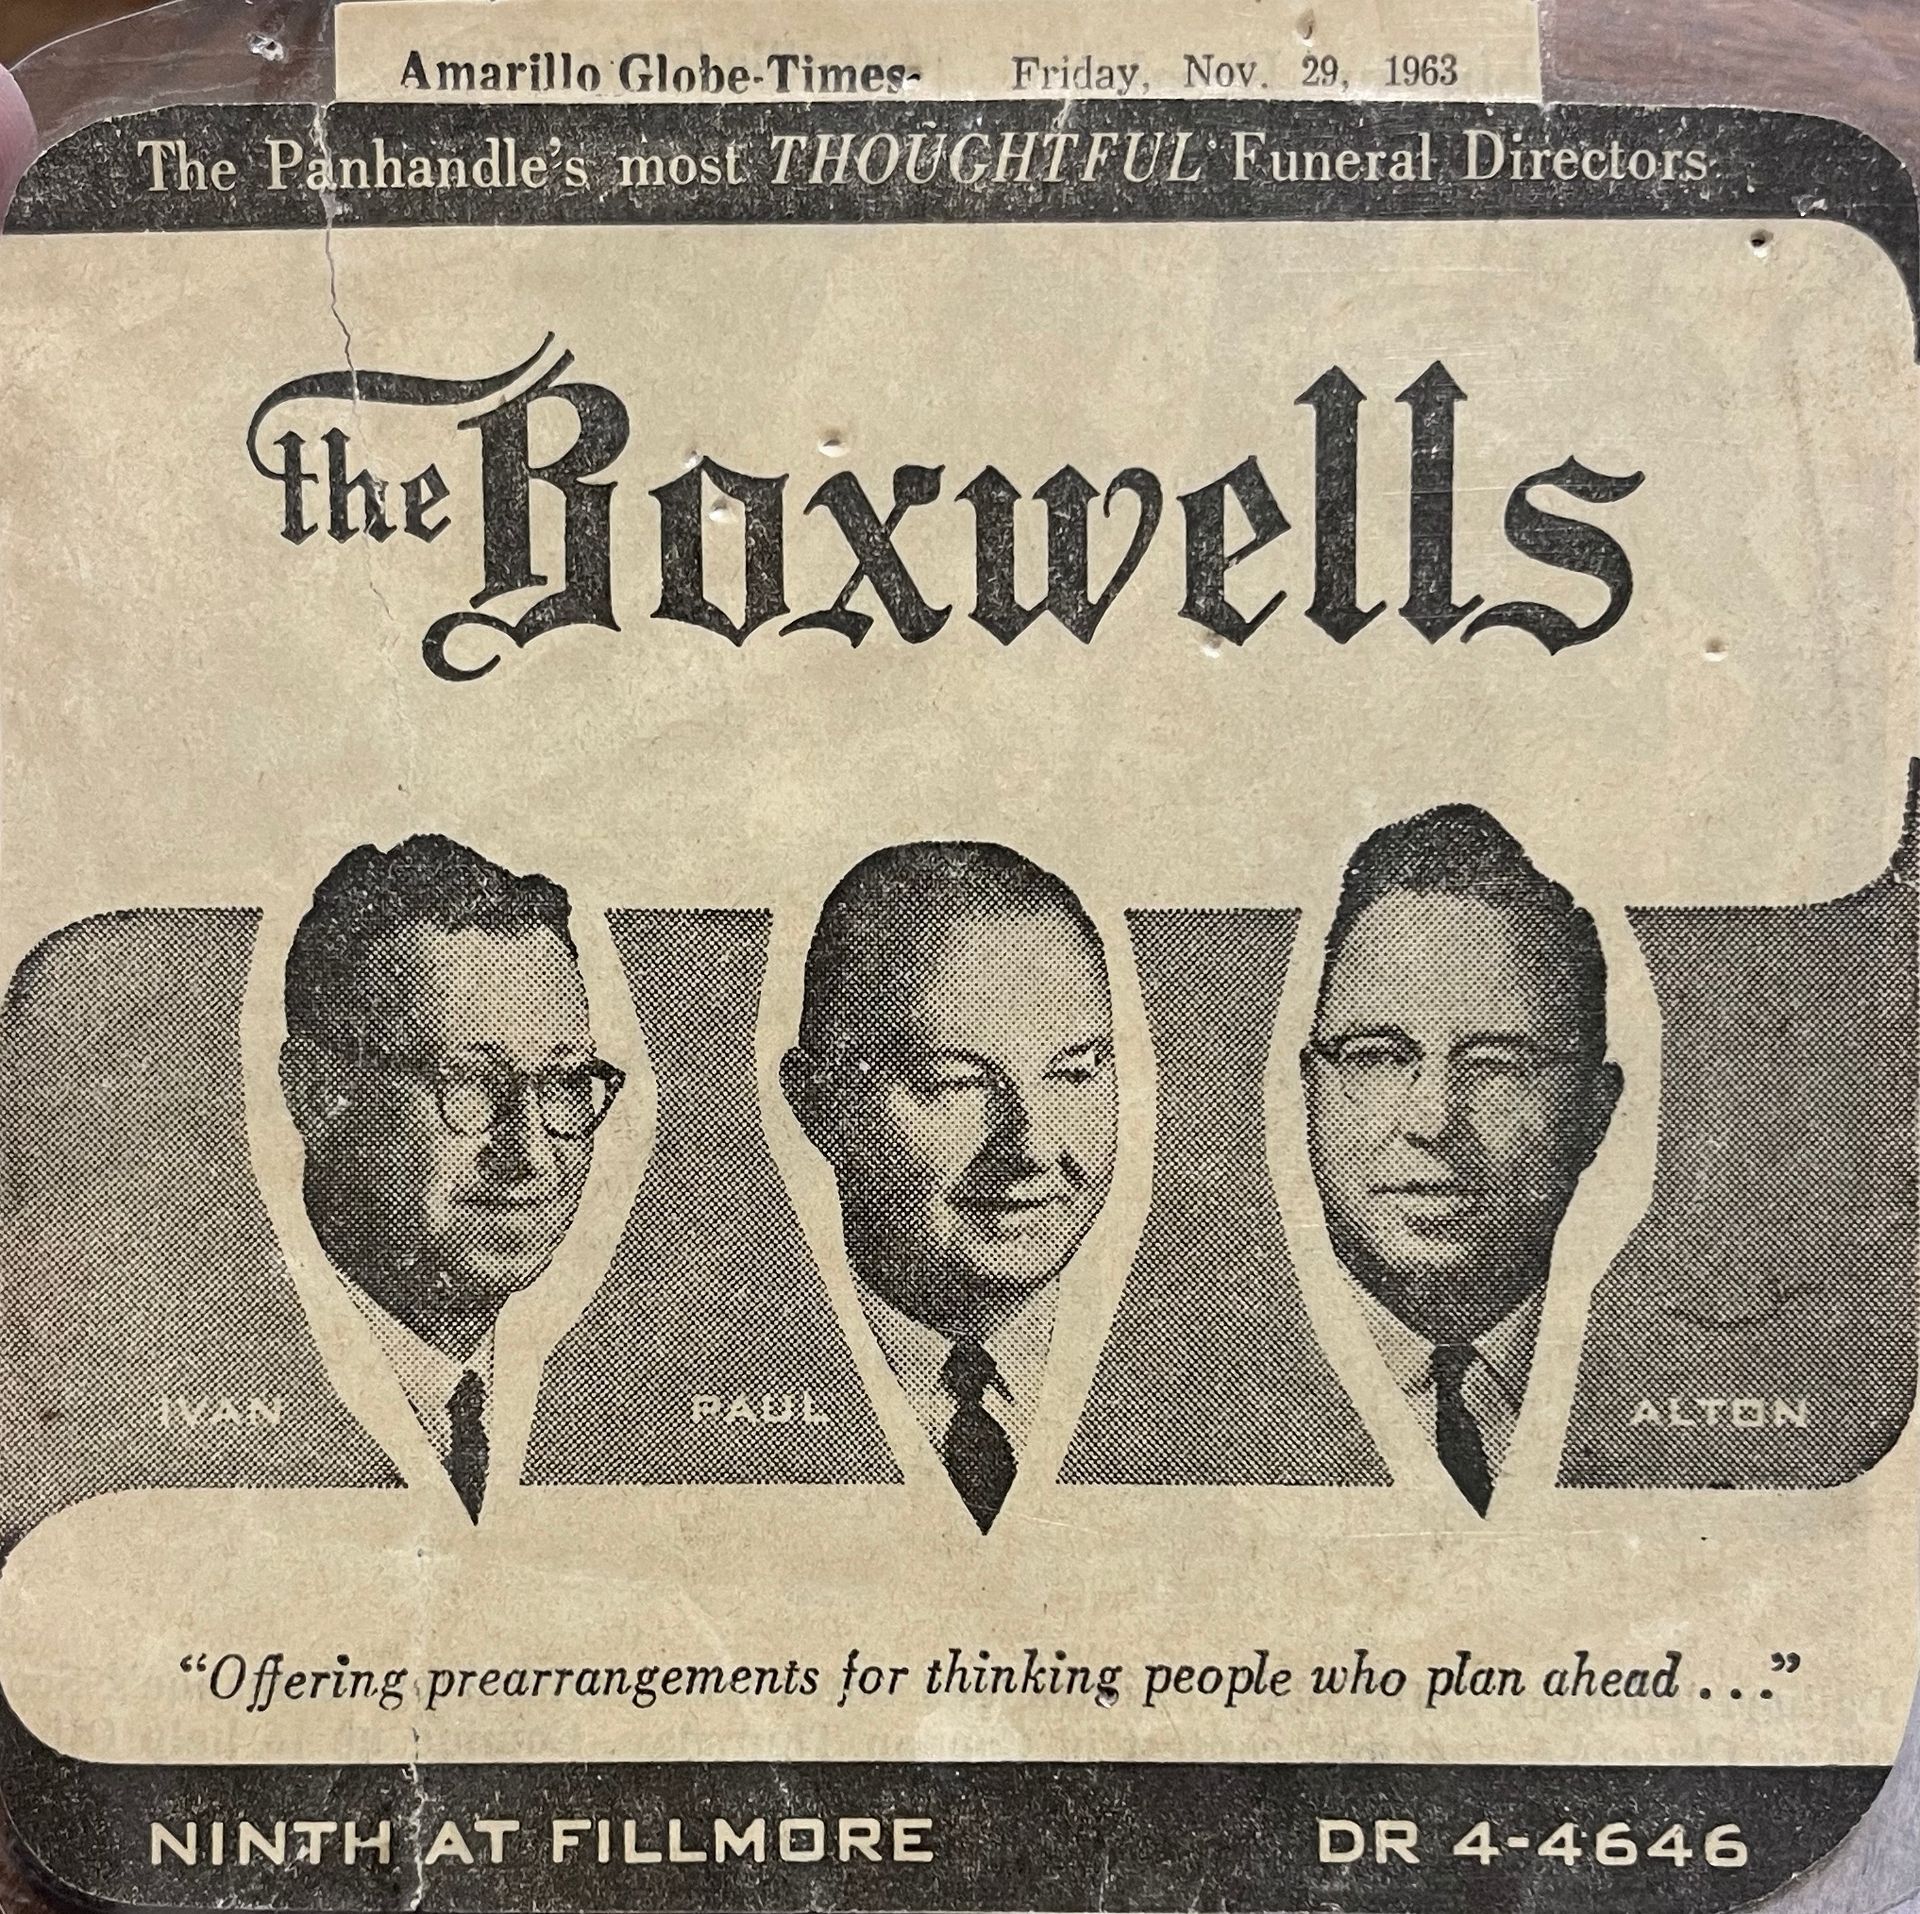 Amarillo Globe-Times- Friday, Nov. 29, 1963
The Panhandle's most THOUGHTFUL Funeral Directors
the Boxwells
IVAN PAUL ALTON
“Offering prearrangements for thinking people who plan ahead . . .”
NINTH AT FILLMORE DR 4-4646